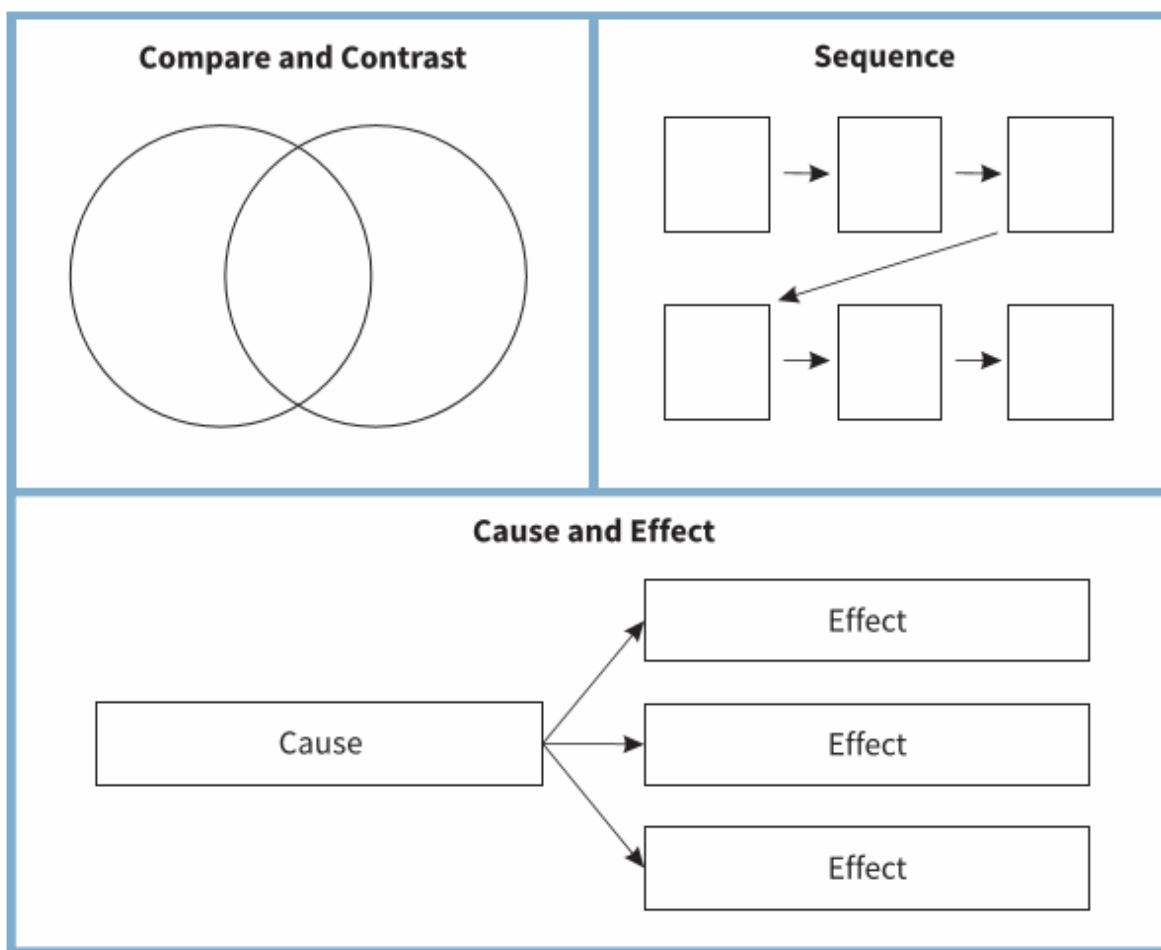 Compare and Contrast
Sequence
Cause and Effect
Effect
Cause
Effect
Effect